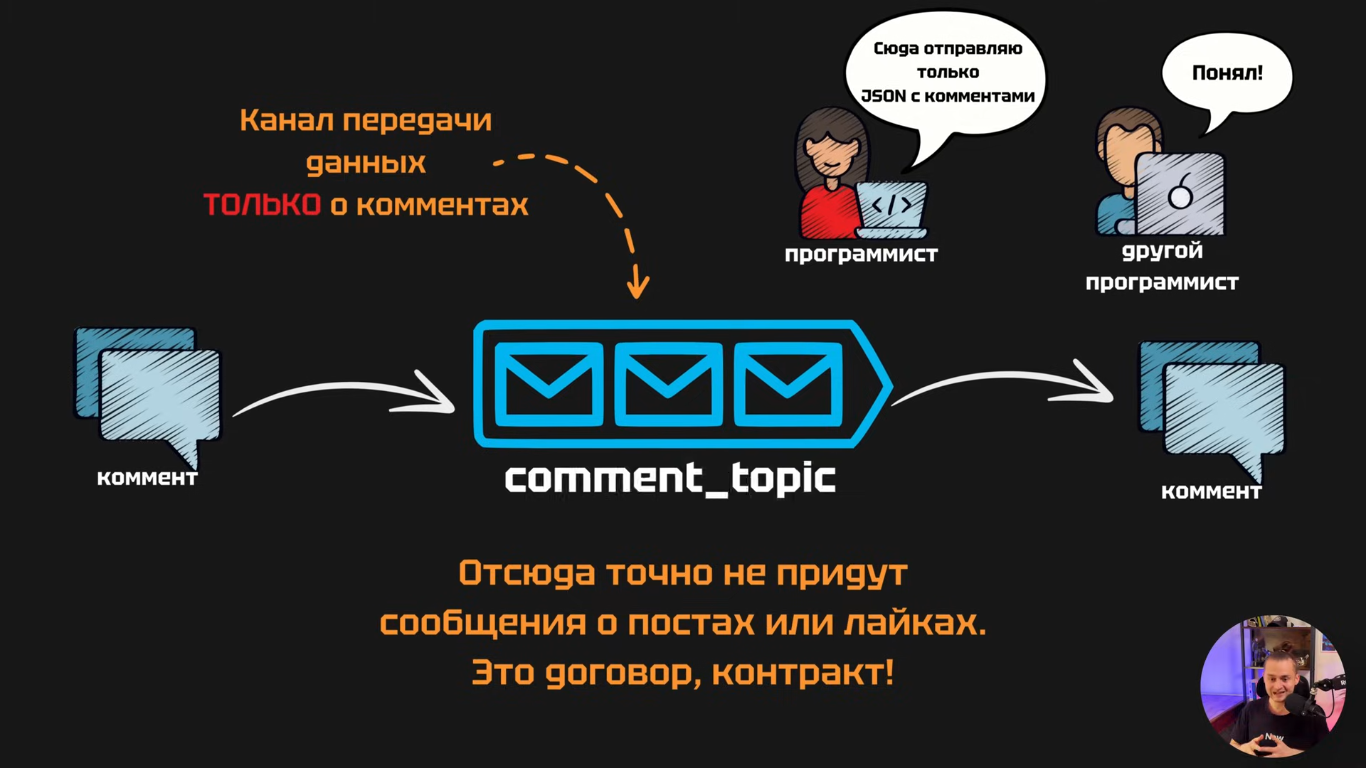 Сюда отправляю
только
JSON с комментами
Понял!
Канал передачи
данных
ТОЛЬКО о комментах
</>
программист
другой
программист
коммент
comment_topic
коммент
Отсюда точно не придут
сообщения о постах или лайках.
Это договор, контракт!